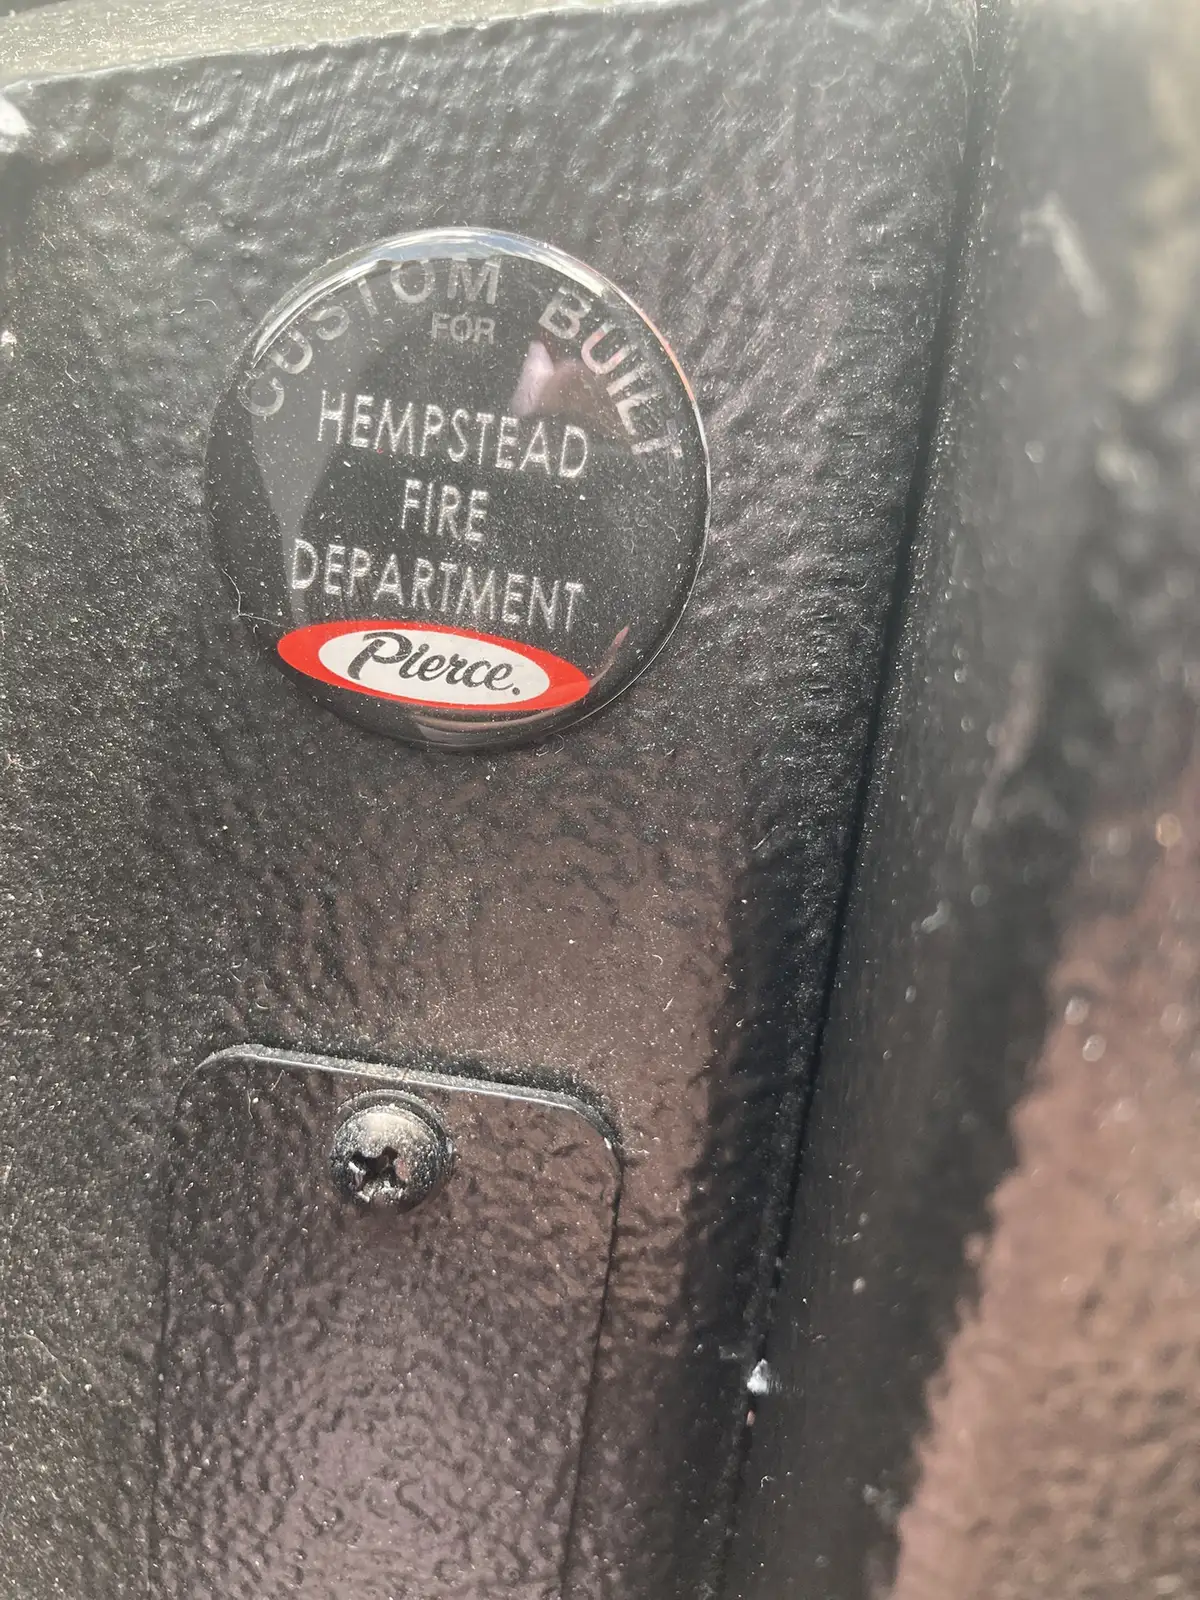 CUSTOM BUILT
FOR
HEMPSTEAD
FIRE
DEPARTMENT
Pierce.